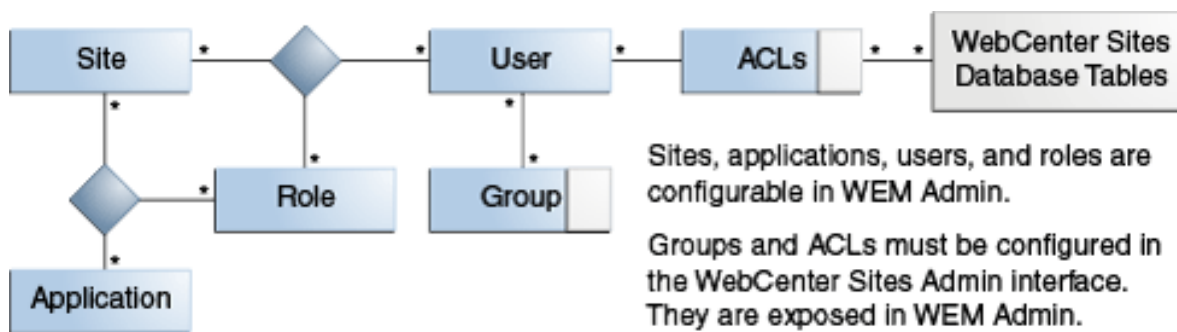 Site
*
*
User
*
ACLs
*
*
WebCenter Sites
Database Tables
*
*
*
*
Role
*
*
Group
Sites, applications, users, and roles are
configurable in WEM Admin.
*
Application
Groups and ACLs must be configured in
the WebCenter Sites Admin interface.
They are exposed in WEM Admin.